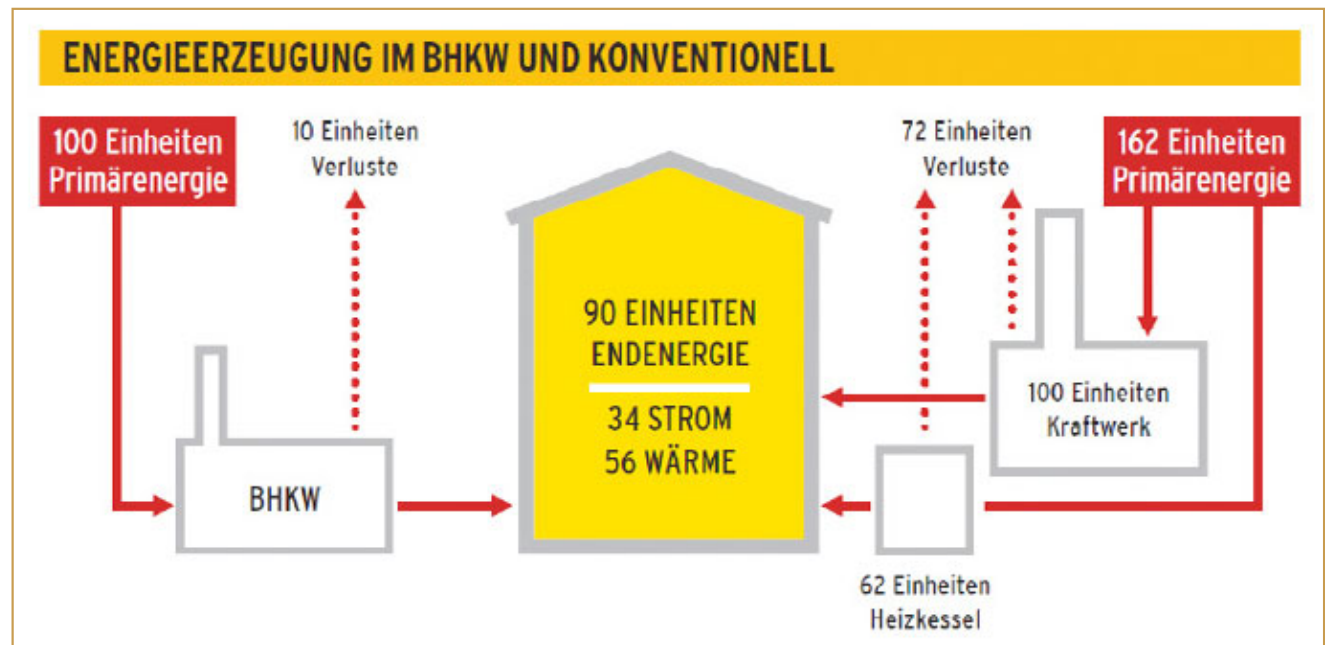 ENERGIEERZEUGUNG IM BHKW UND KONVENTIONELL
100 Einheiten
Primärenergie
10 Einheiten
Verluste
72 Einheiten
Verluste
162 Einheiten
Primärenergie
90 EINHEITEN
ENDENERGIE
34 STROM
56 WÄRME
100 Einheiten
Kraftwerk
BHKW
62 Einheiten
Heizkessel